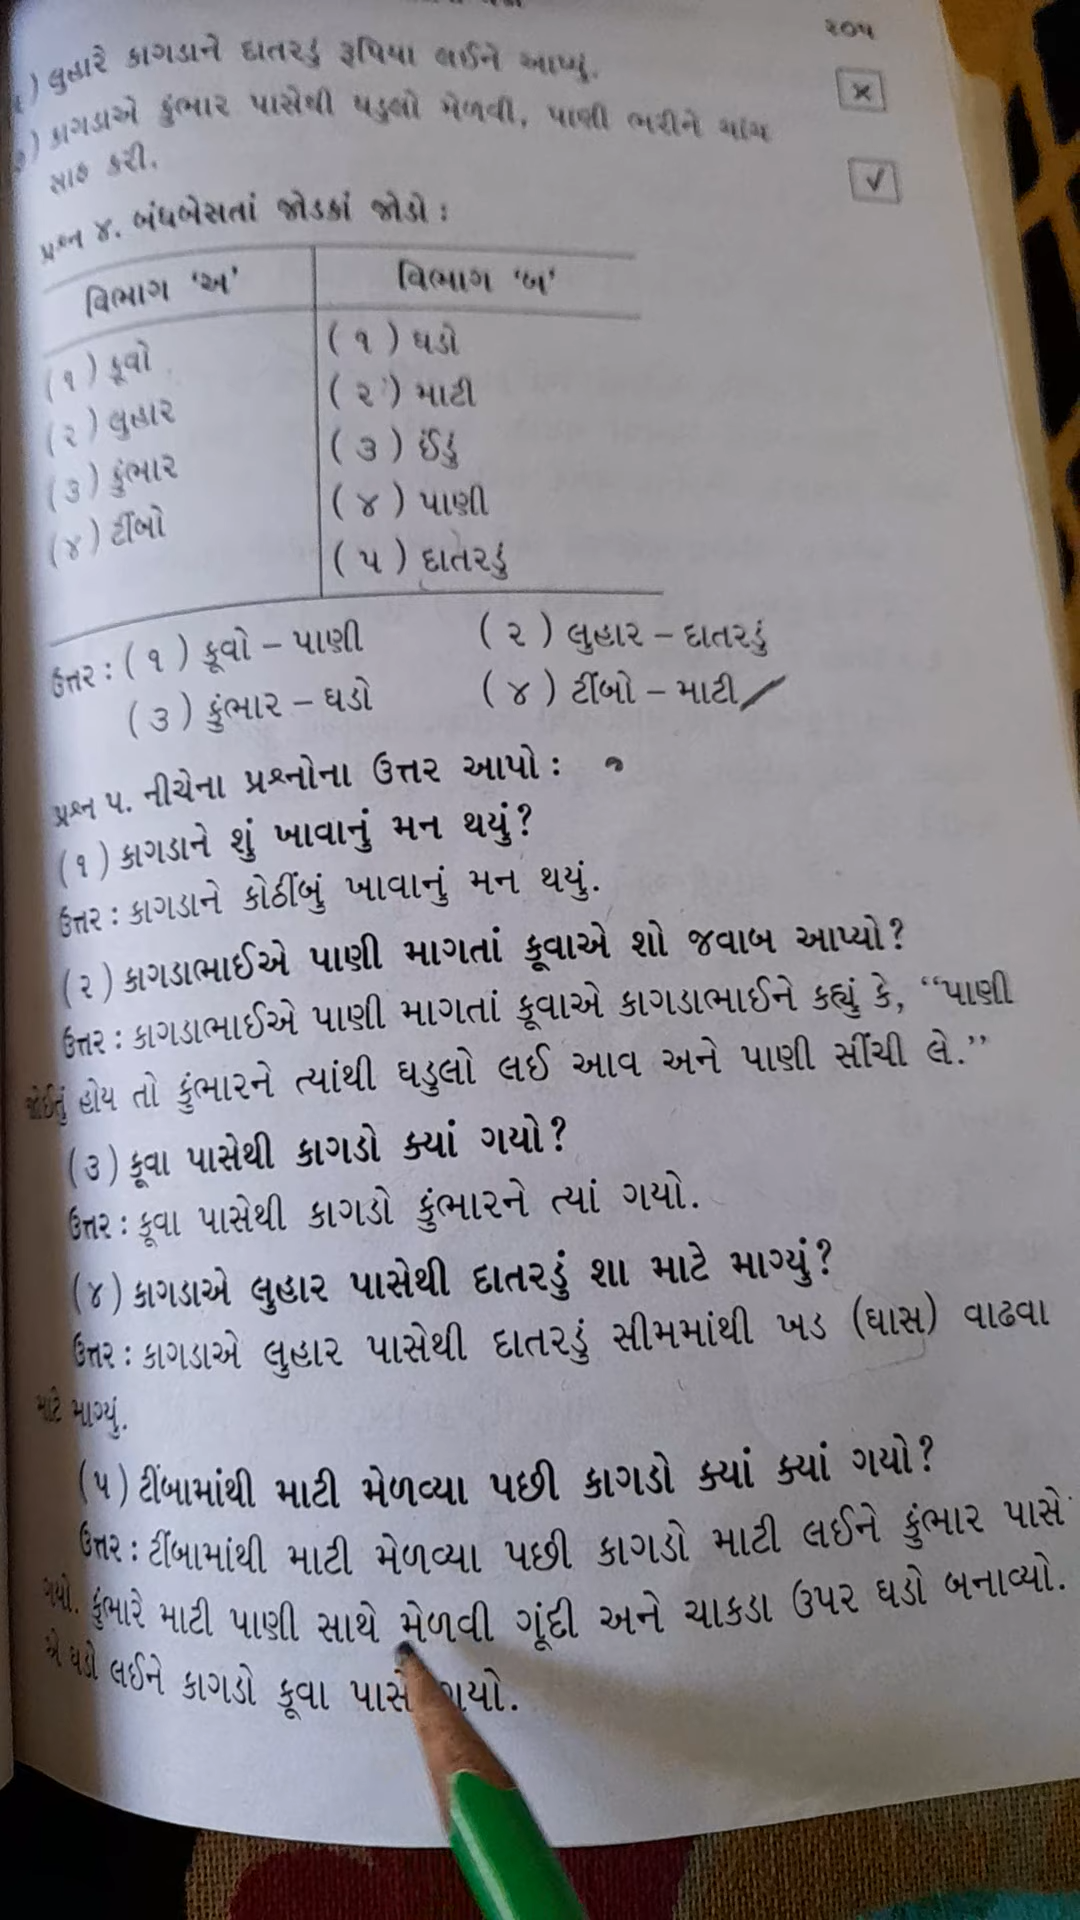 ૨૦૫
) લુહારે કાગડાને દાતરડું રૂપિયા લઈને આપ્યું.
×
) કાગડાએ કુંભાર પાસેથી ઘડુલો મેળવી, પાણી ભરીને ચાંચ
સાફ કરી.
✓
પ્રશ્ન ૪. બંધબેસતાં જોડકાં જોડો :
વિભાગ ‘અ’ વિભાગ ‘બ’
(૧) કૂવો (૧) ઘડો
(૨) લુહાર (૨) માટી
(૩) કુંભાર (૩) ઈંડું
(૪) ટીંબો (૪) પાણી
(૫) દાતરડું
ઉત્તર : (૧) કૂવો – પાણી (૨) લુહાર – દાતરડું
(૩) કુંભાર – ઘડો (૪) ટીંબો – માટી
પ્રશ્ન ૫. નીચેના પ્રશ્નોના ઉત્તર આપો :
(૧) કાગડાને શું ખાવાનું મન થયું?
ઉત્તર : કાગડાને કોઠીંબું ખાવાનું મન થયું.
(૨) કાગડાભાઈએ પાણી માગતાં કૂવાએ શો જવાબ આપ્યો?
ઉત્તર : કાગડાભાઈએ પાણી માગતાં કૂવાએ કાગડાભાઈને કહ્યું કે, “પાણી
જોઈતું હોય તો કુંભારને ત્યાંથી ઘડુલો લઈ આવ અને પાણી સીંચી લે.”
(૩) કૂવા પાસેથી કાગડો ક્યાં ગયો?
ઉત્તર : કૂવા પાસેથી કાગડો કુંભારને ત્યાં ગયો.
(૪) કાગડાએ લુહાર પાસેથી દાતરડું શા માટે માગ્યું?
ઉત્તર : કાગડાએ લુહાર પાસેથી દાતરડું સીમમાંથી ખડ (ઘાસ) વાઢવા
માટે માગ્યું.
(૫) ટીંબામાંથી માટી મેળવ્યા પછી કાગડો ક્યાં ક્યાં ગયો?
ઉત્તર : ટીંબામાંથી માટી મેળવ્યા પછી કાગડો માટી લઈને કુંભાર પાસે
ગયો. કુંભારે માટી પાણી સાથે મેળવી ગૂંદી અને ચાકડા ઉપર ઘડો બનાવ્યો.
એ ઘડો લઈને કાગડો કૂવા પાસે ગયો.